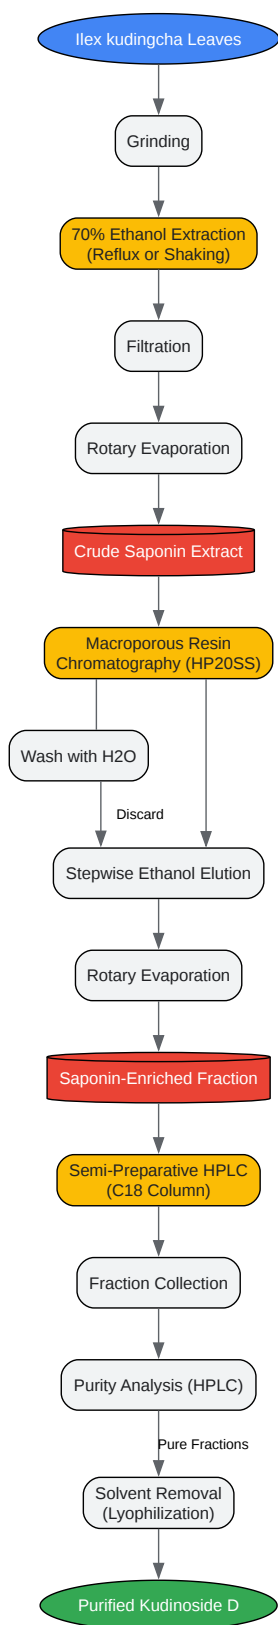 Ilex kudingcha Leaves
Grinding
70% Ethanol Extraction
(Reflux or Shaking)
Filtration
Rotary Evaporation
Crude Saponin Extract
Macroporous Resin
Chromatography (HP20SS)
Wash with H2O
Discard
Stepwise Ethanol Elution
Rotary Evaporation
Saponin-Enriched Fraction
Semi-Preparative HPLC
(C18 Column)
Fraction Collection
Purity Analysis (HPLC)
Pure Fractions
Solvent Removal
(Lyophilization)
Purified Kudinoside D